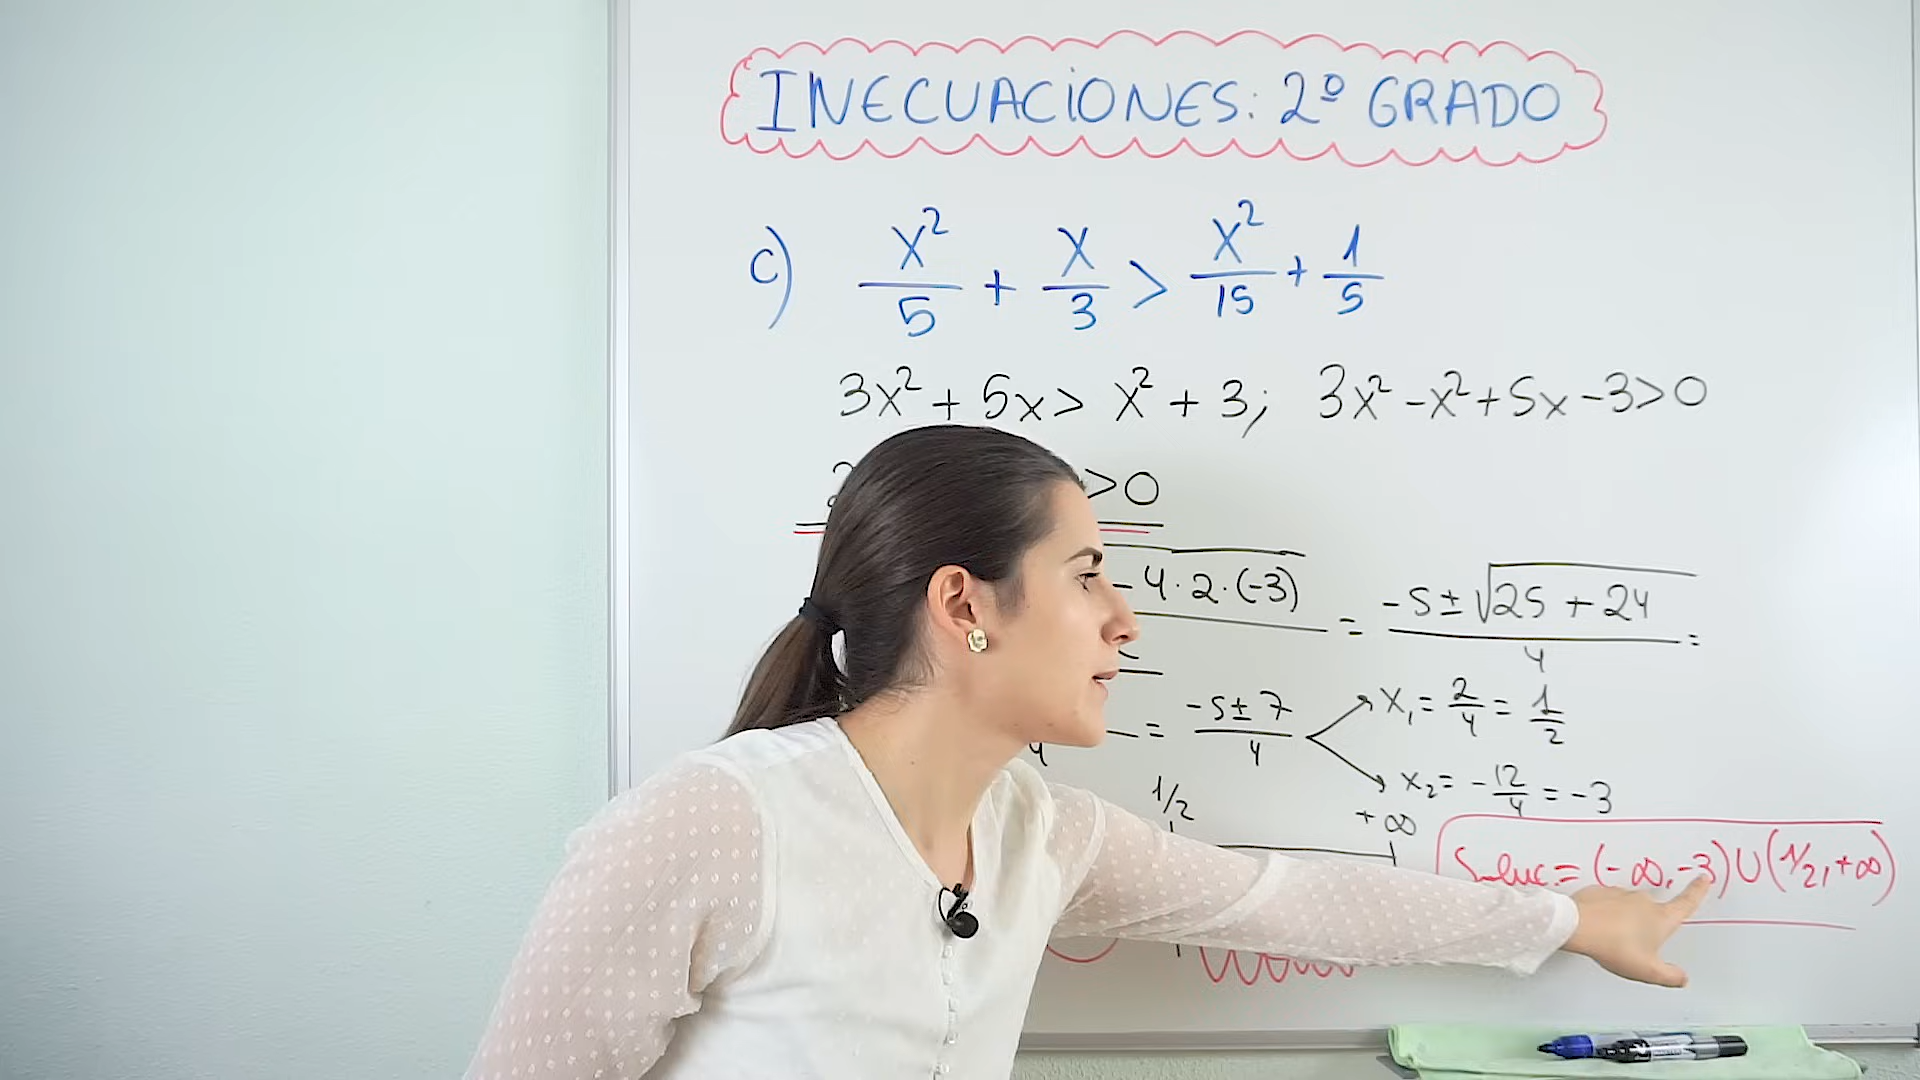 INECUACIONES: 2º GRADO
c) x²/5 + x/3 > x²/15 + 1/5
3x² + 5x > x² + 3; 3x² - x² + 5x - 3 > 0
> 0
- 4 · 2 · (-3) = -5 ± √25 + 24 / 4 =
= -5 ± 7 / 4 x₁ = 2/4 = 1/2
x₂ = -12/4 = -3
1/2 +∞
Soluc = (-∞, -3) ∪ (1/2, +∞)